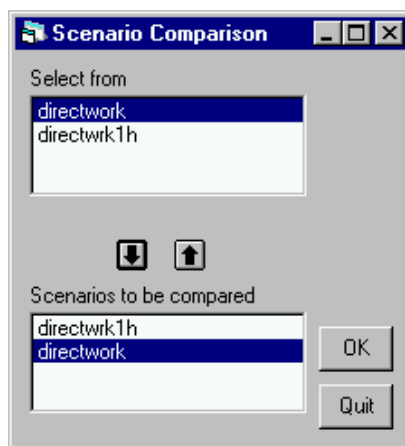 Scenario Comparison
Select from
directwork
directwrk1h
Scenarios to be compared
directwrk1h
directwork
OK
Quit